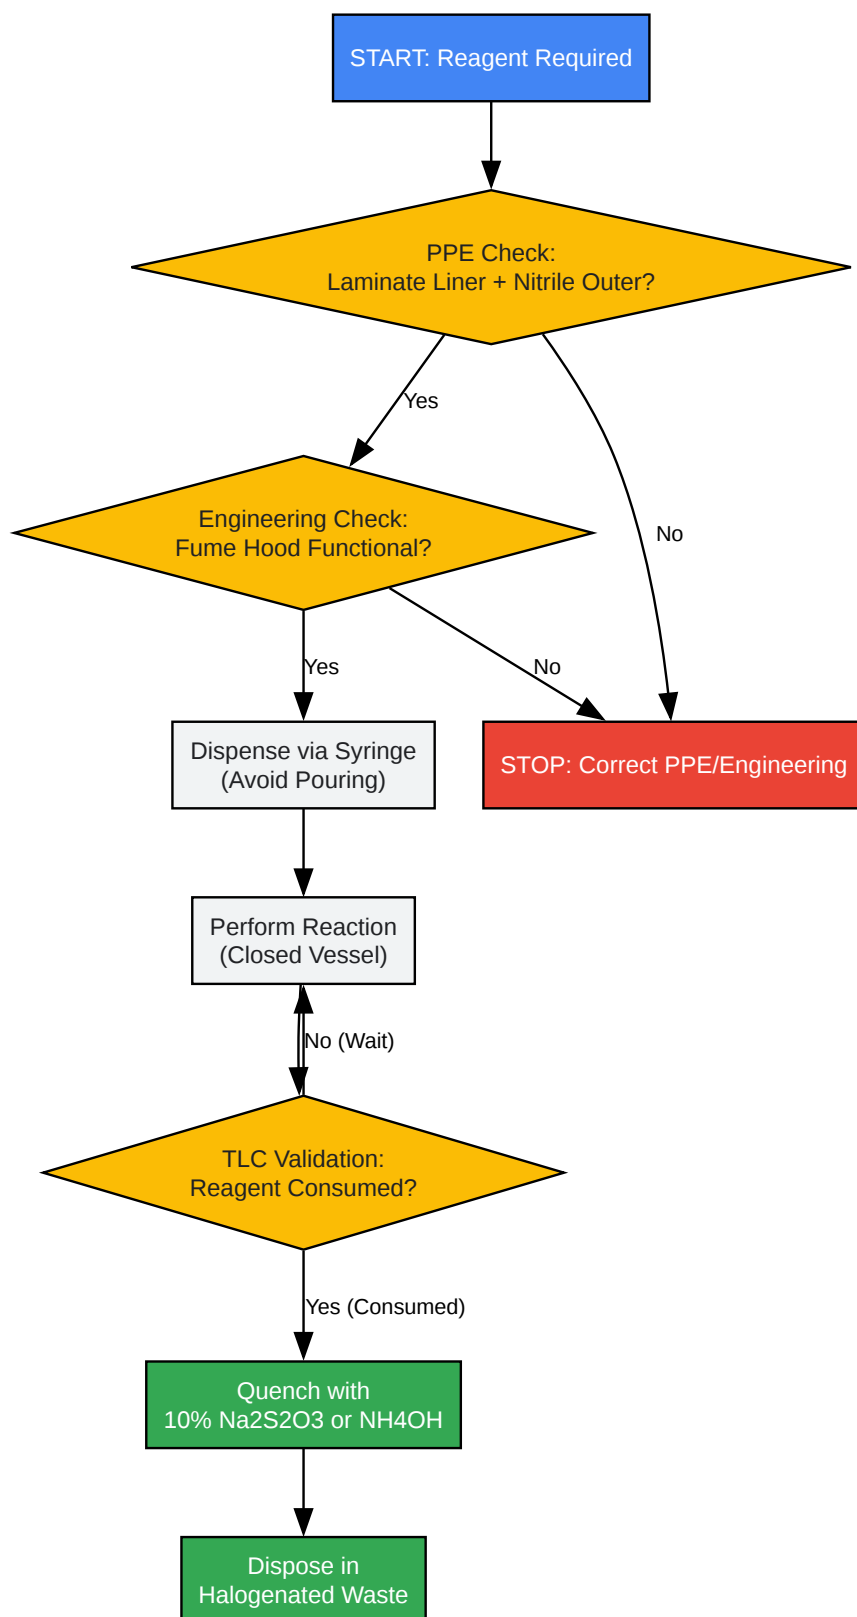 START: Reagent Required
PPE Check:
Laminate Liner + Nitrile Outer?
Yes
No
Engineering Check:
Fume Hood Functional?
Yes
No
Dispense via Syringe
(Avoid Pouring)
STOP: Correct PPE/Engineering
Perform Reaction
(Closed Vessel)
No (Wait)
TLC Validation:
Reagent Consumed?
Yes (Consumed)
Quench with
10% Na2S2O3 or NH4OH
Dispose in
Halogenated Waste